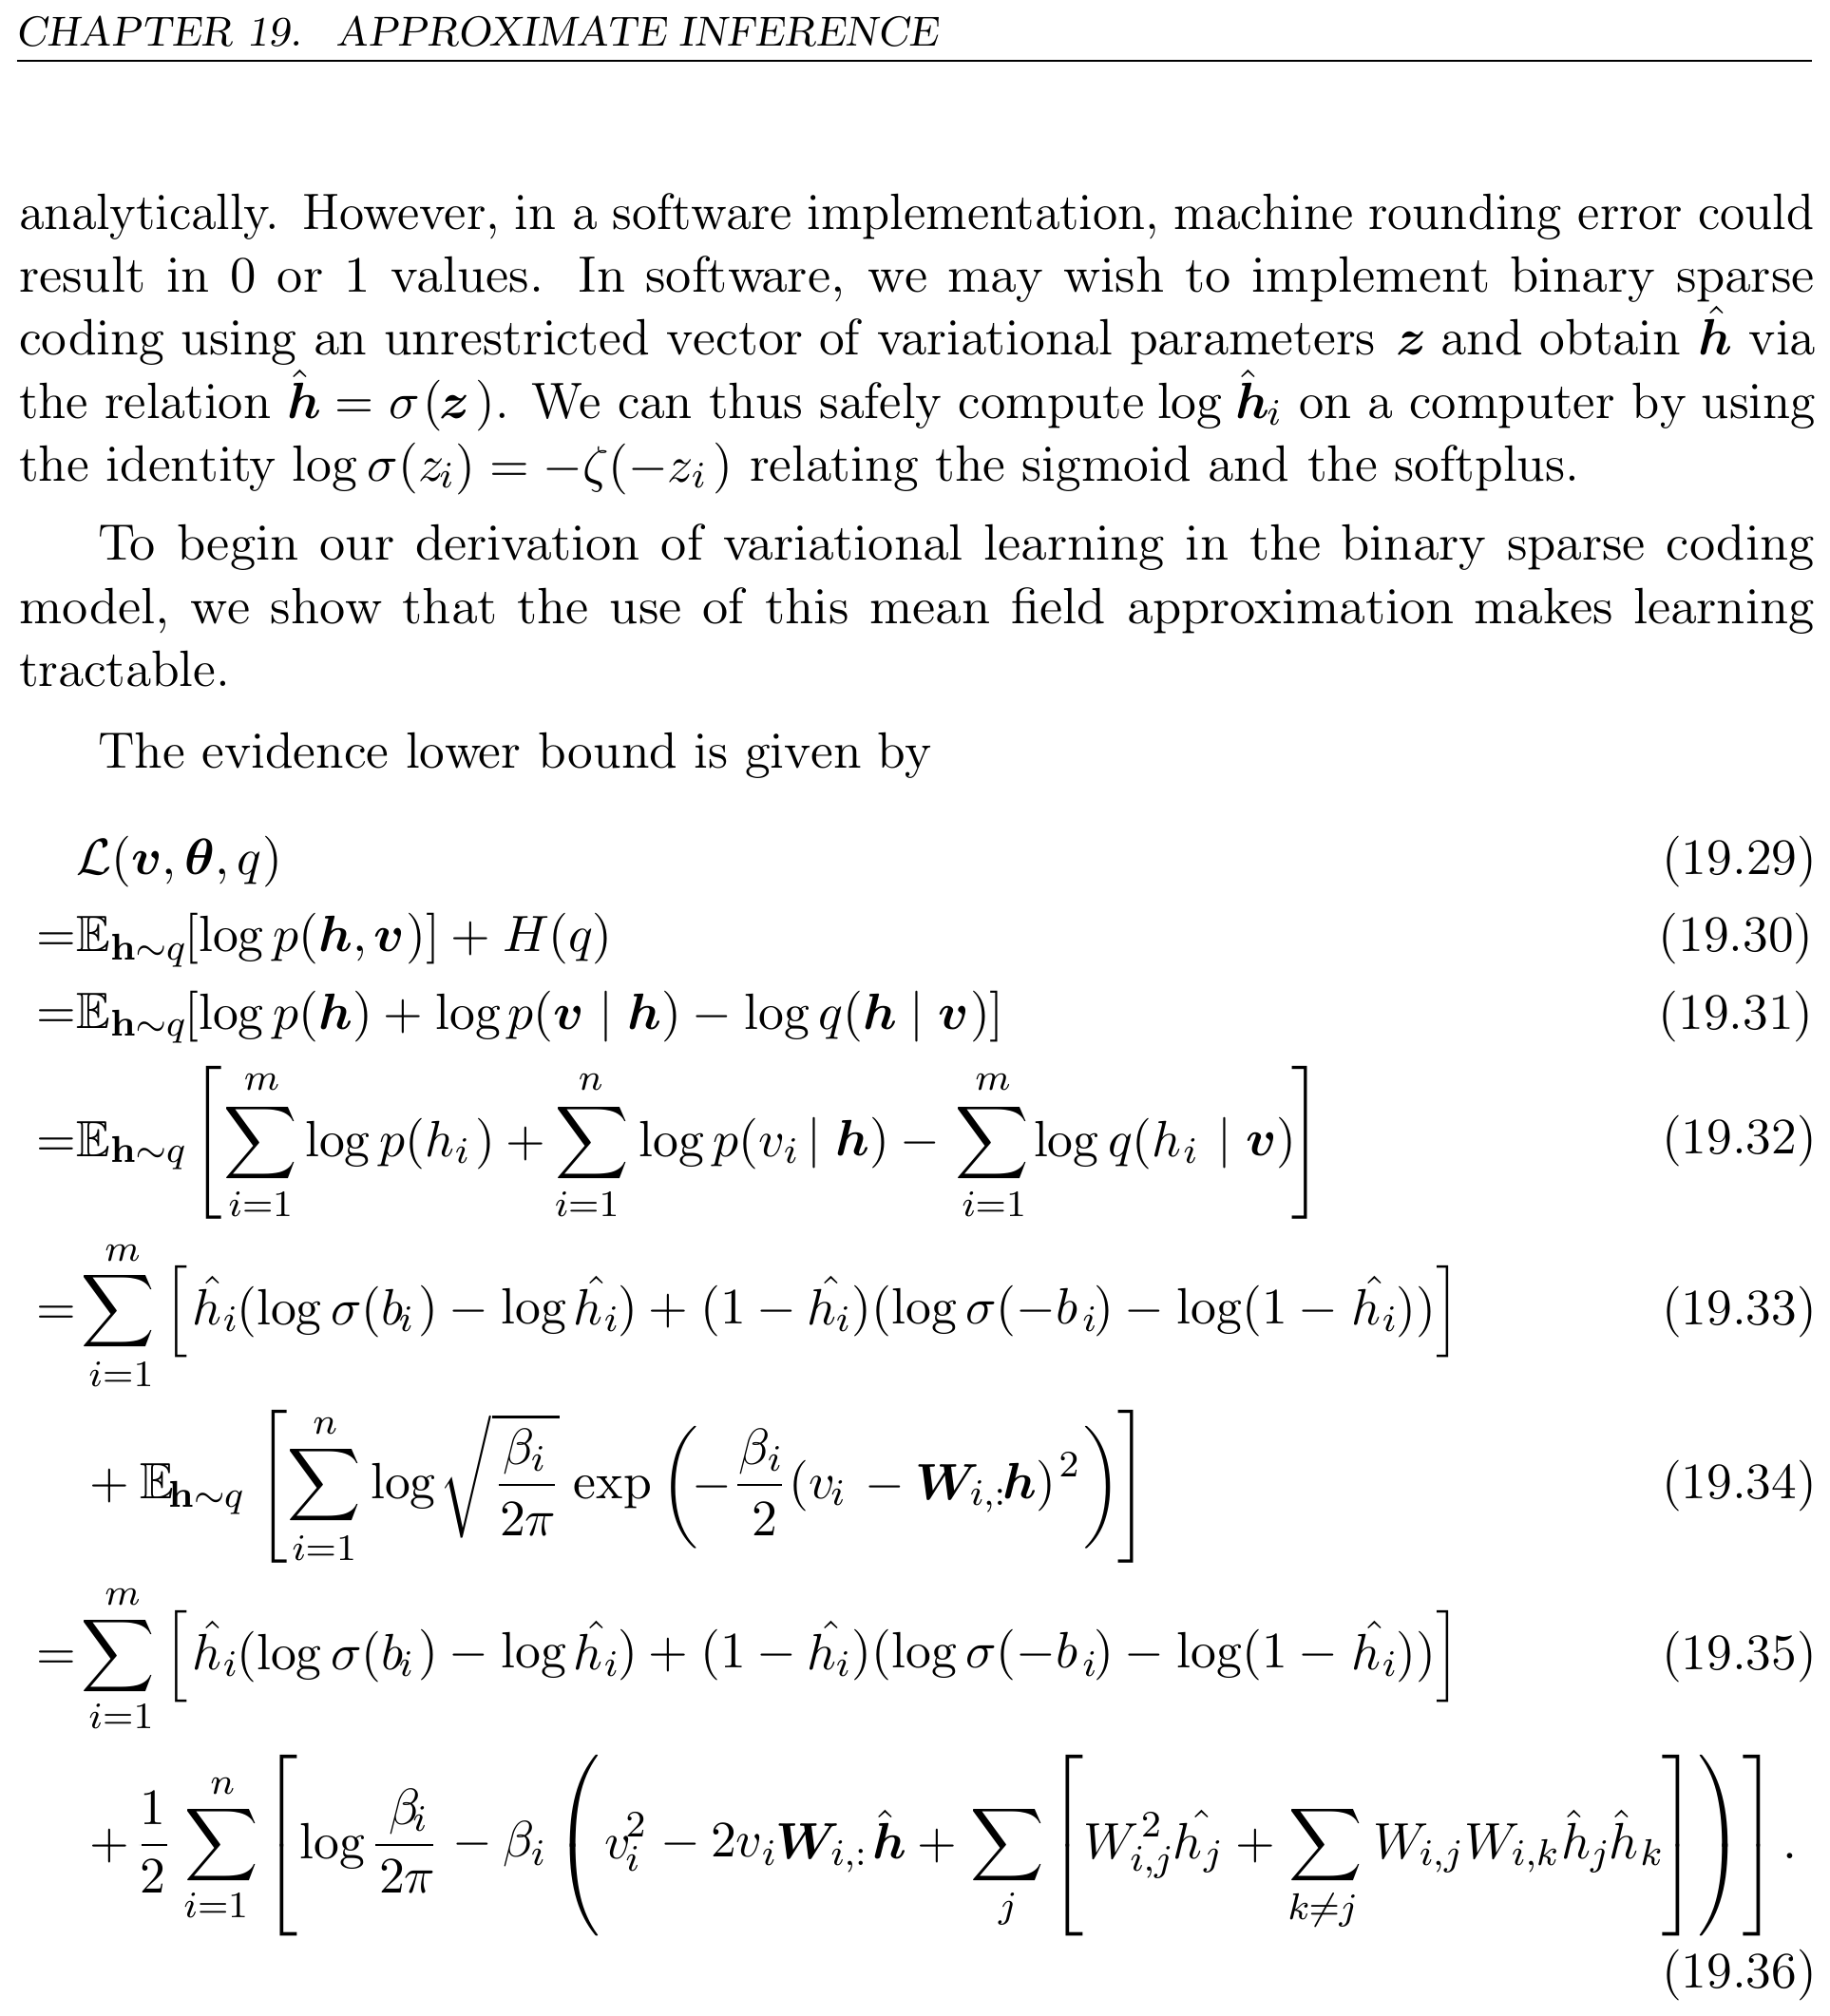 CHAPTER 19. APPROXIMATE INFERENCE
analytically. However, in a software implementation, machine rounding error could
result in 0 or 1 values. In software, we may wish to implement binary sparse
coding using an unrestricted vector of variational parameters z and obtain ĥ via
the relation ĥ = σ(z). We can thus safely compute log ĥ_i on a computer by using
the identity log σ(z_i) = −ζ(−z_i) relating the sigmoid and the softplus.
To begin our derivation of variational learning in the binary sparse coding
model, we show that the use of this mean field approximation makes learning
tractable.
The evidence lower bound is given by
ℒ(v, θ, q) (19.29)
=𝔼_{h∼q}[log p(h, v)] + H(q) (19.30)
=𝔼_{h∼q}[log p(h) + log p(v | h) − log q(h | v)] (19.31)
=𝔼_{h∼q} [∑_{i=1}^{m} log p(h_i) + ∑_{i=1}^{n} log p(v_i | h) − ∑_{i=1}^{m} log q(h_i | v)] (19.32)
=∑_{i=1}^{m} [ĥ_i(log σ(b_i) − log ĥ_i) + (1 − ĥ_i)(log σ(−b_i) − log(1 − ĥ_i))] (19.33)
+ 𝔼_{h∼q} [∑_{i=1}^{n} log √(β_i/2π) exp (−β_i/2 (v_i − W_{i,:}h)^2)] (19.34)
=∑_{i=1}^{m} [ĥ_i(log σ(b_i) − log ĥ_i) + (1 − ĥ_i)(log σ(−b_i) − log(1 − ĥ_i))] (19.35)
+ 1/2 ∑_{i=1}^{n} [log β_i/2π − β_i (v_i^2 − 2v_i W_{i,:}ĥ + ∑_j [W_{i,j}^2 ĥ_j + ∑_{k≠j} W_{i,j}W_{i,k}ĥ_jĥ_k])] .
(19.36)